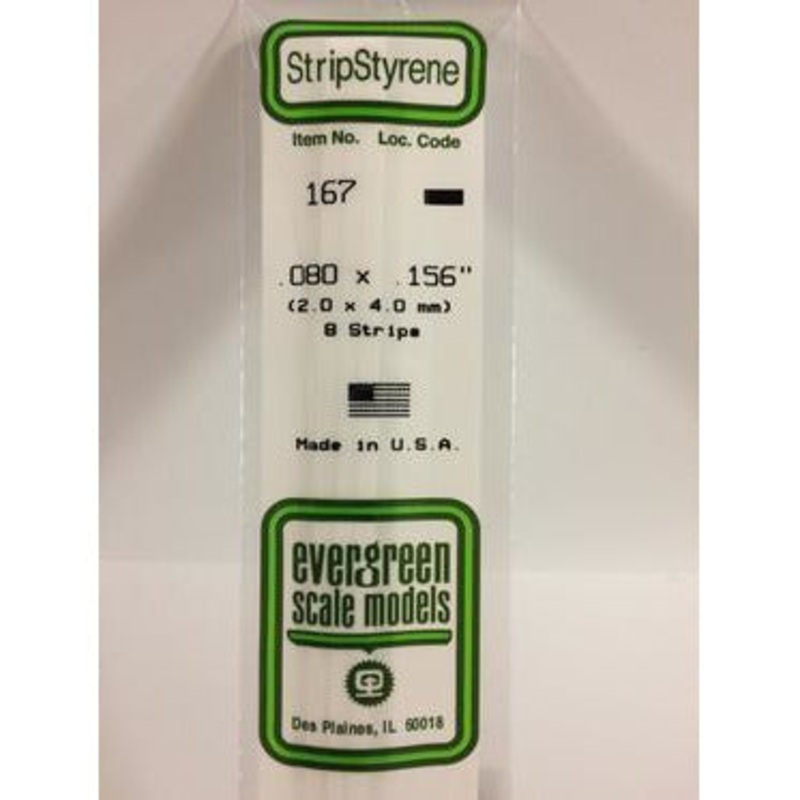 StripStyrene
Item No. Loc. Code
167
.080 x .156"
(2.0 x 4.0 mm)
8 Strips
Made in U.S.A.
evergreen
scale models
Des Plaines, IL 60018